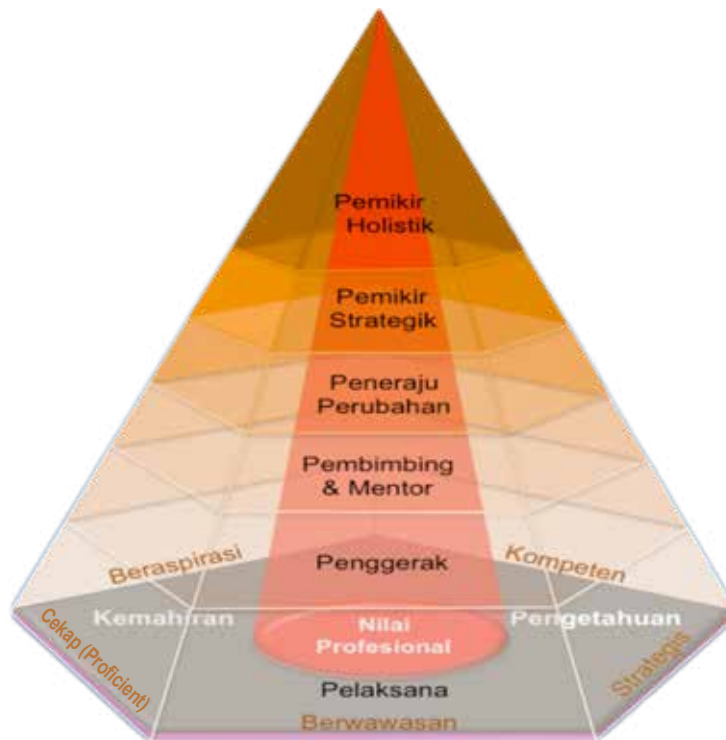 Pemikir
Holistik
Pemikir
Strategik
Peneraju
Perubahan
Pembimbing
& Mentor
Penggerak
Beraspirasi
Kompeten
Kemahiran
Nilai
Profesional
Pengetahuan
Cekap (Proficient)
Strategis
Pelaksana
Berwawasan